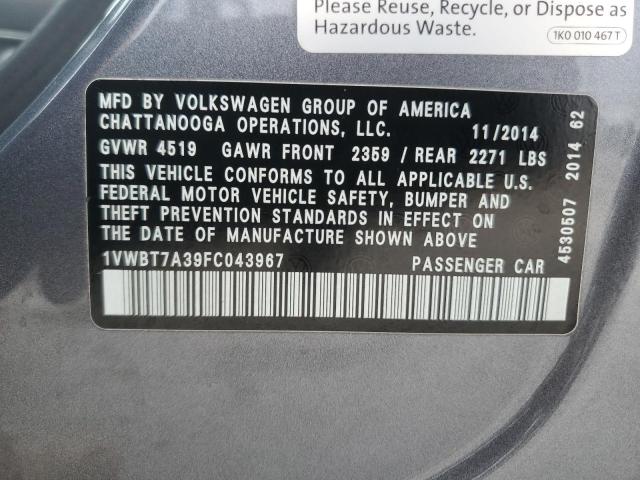 Please Reuse, Recycle, or Dispose as
Hazardous Waste.
1K0 010 467 T
MFD BY VOLKSWAGEN GROUP OF AMERICA
CHATTANOOGA OPERATIONS, LLC. 11/2014
GVWR 4519 GAWR FRONT 2359 / REAR 2271 LBS
THIS VEHICLE CONFORMS TO ALL APPLICABLE U.S.
FEDERAL MOTOR VEHICLE SAFETY, BUMPER AND
THEFT PREVENTION STANDARDS IN EFFECT ON
THE DATE OF MANUFACTURE SHOWN ABOVE
1VWBT7A39FC043967 PASSENGER CAR
4530507 2014 62